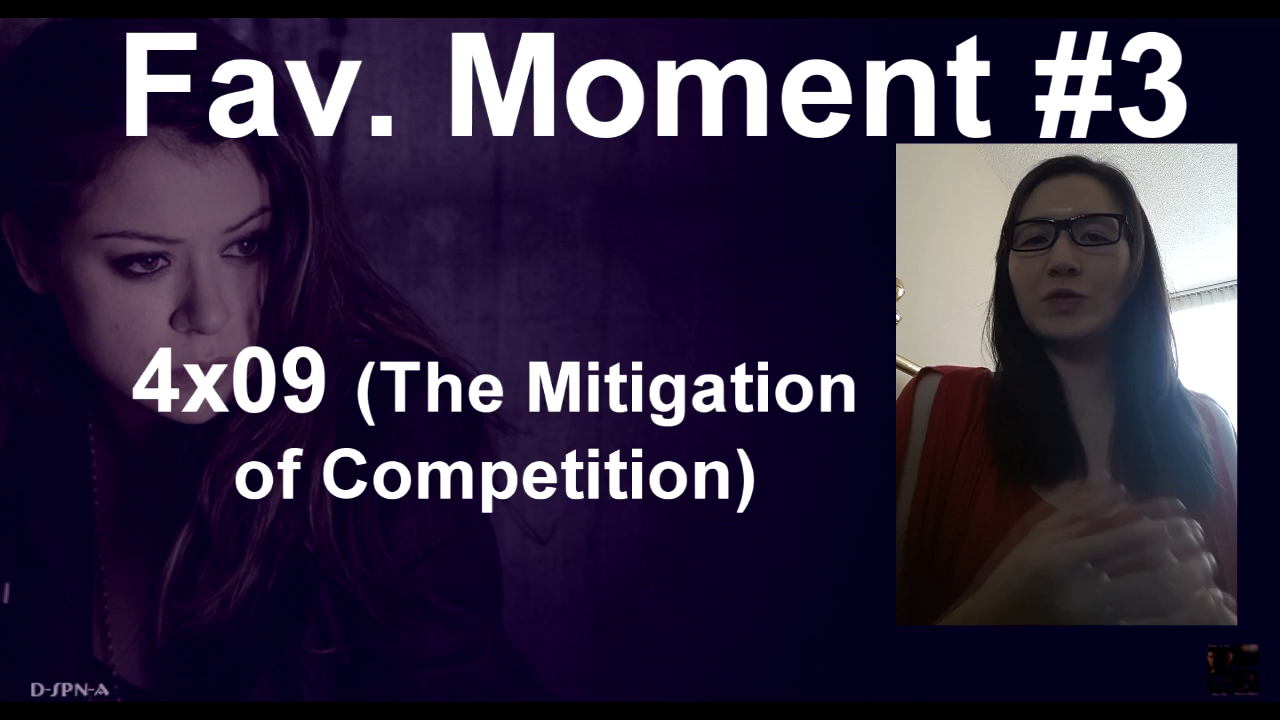 Fav. Moment #3
4x09 (The Mitigation
of Competition)
D-SPN-A